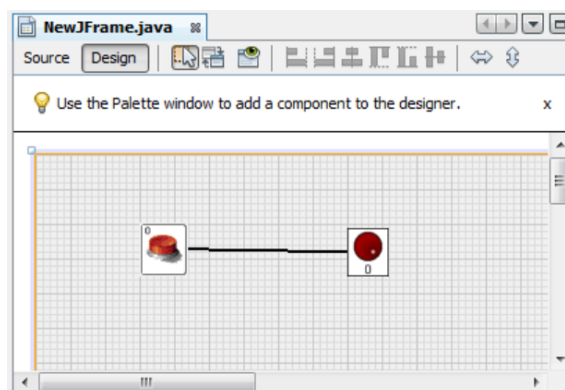 NewJFrame.java
Source Design
Use the Palette window to add a component to the designer. x
0
0